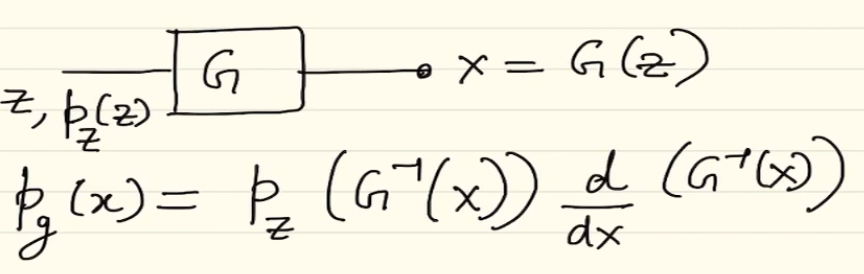 z, p_z(z) G x = G(z)
p_g(x) = p_z (G⁻¹(x)) d/dx (G⁻¹(x))